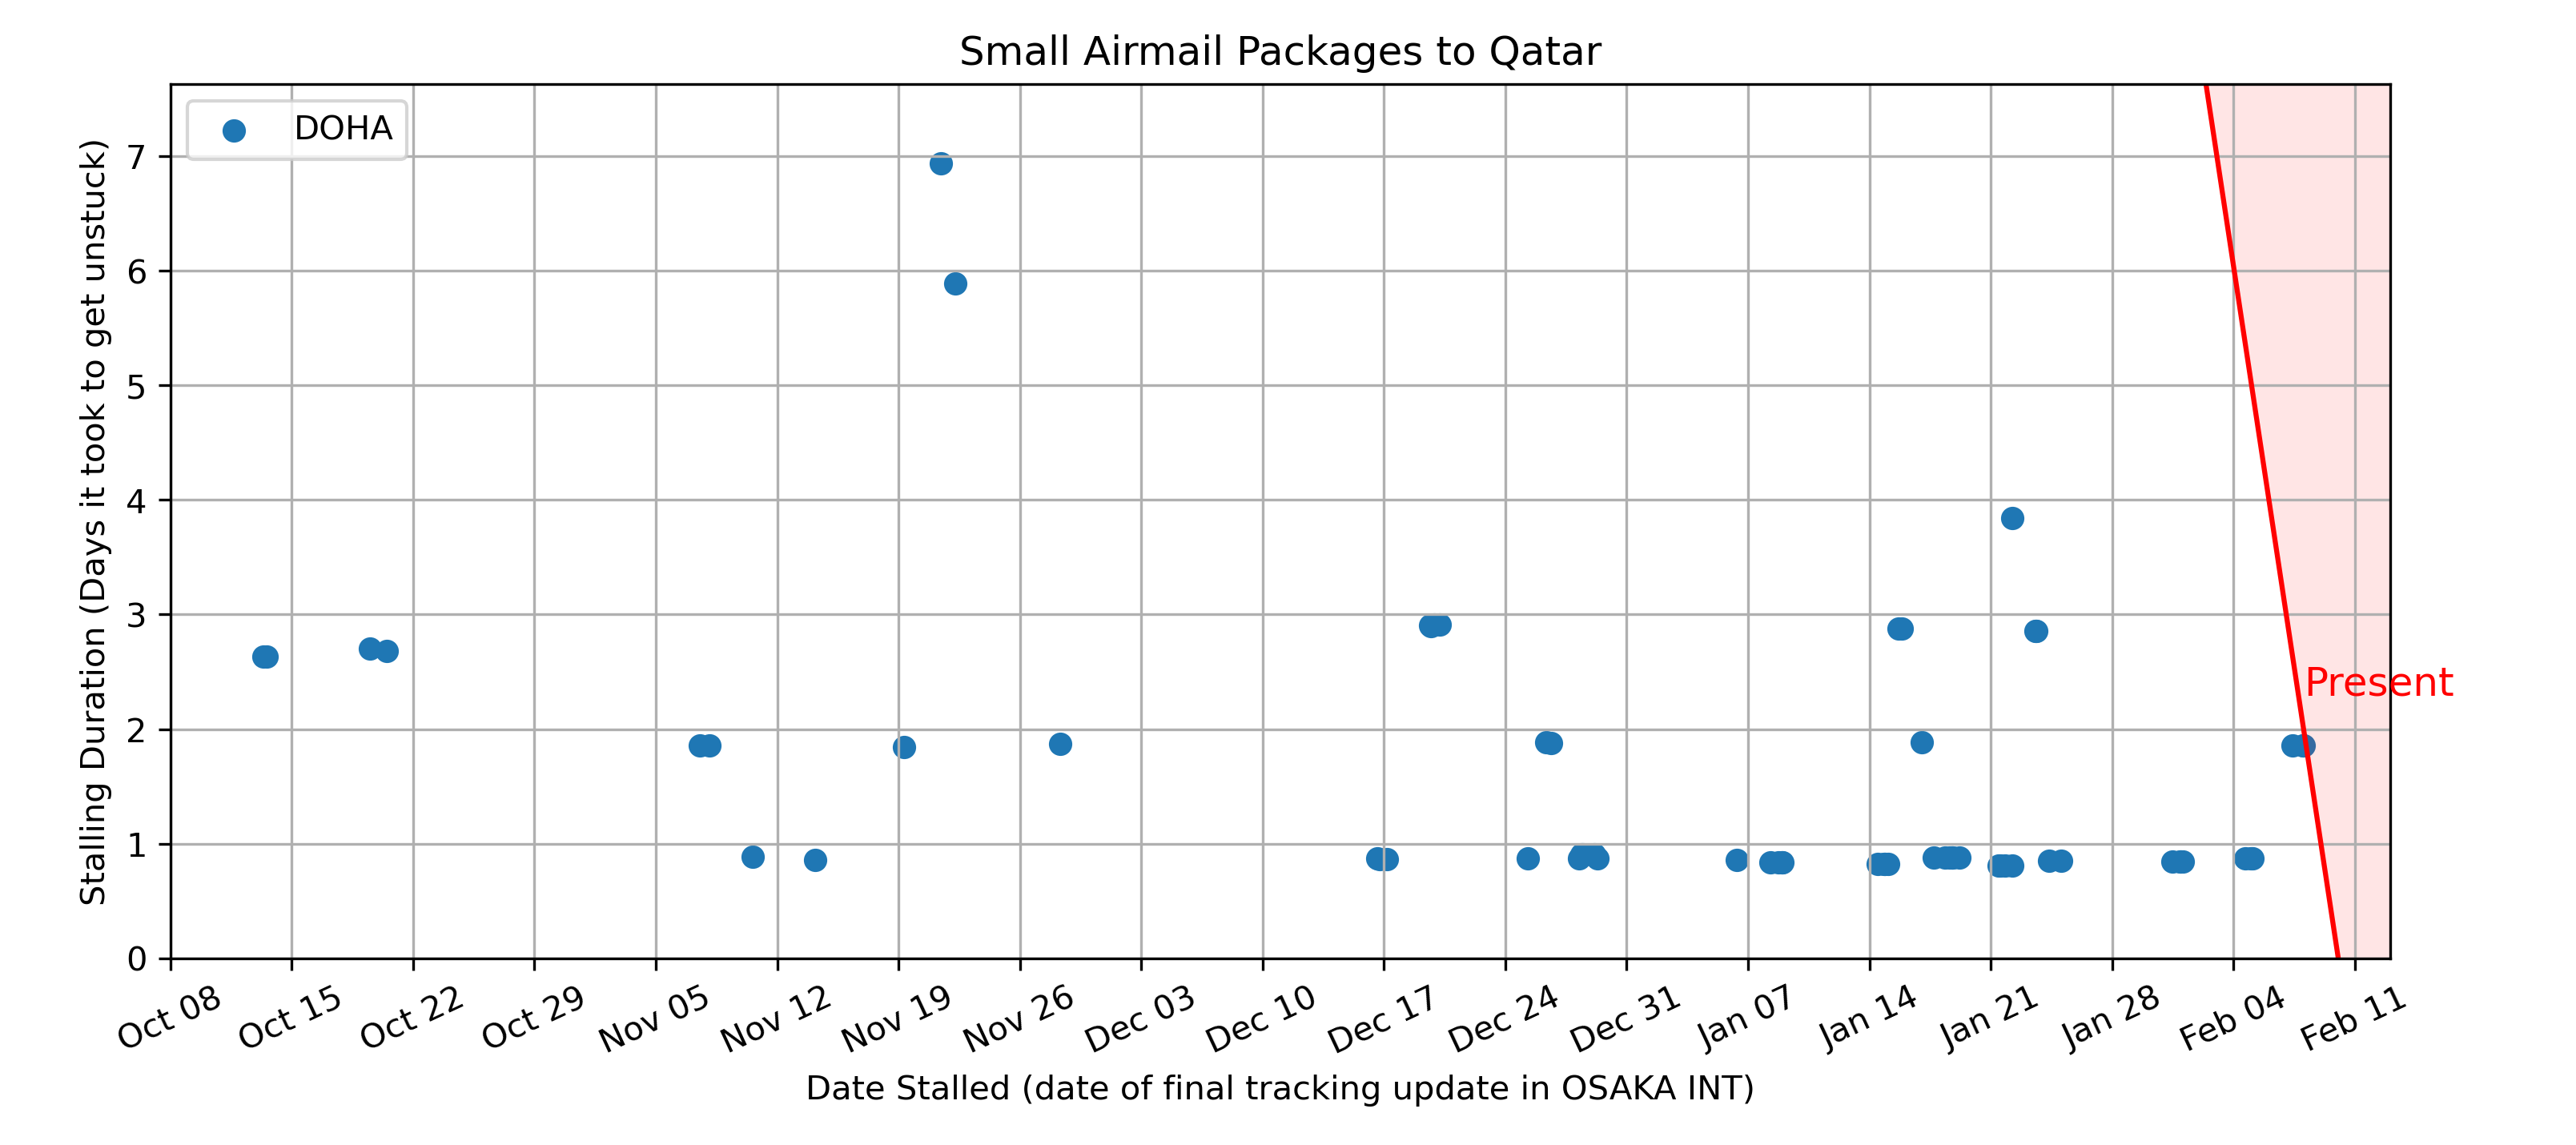 Small Airmail Packages to Qatar
DOHA
Stalling Duration (Days it took to get unstuck)
7
6
5
4
3
2
1
0
Present
Oct 08
Oct 15
Oct 22
Oct 29
Nov 05
Nov 12
Nov 19
Nov 26
Dec 03
Dec 10
Dec 17
Dec 24
Dec 31
Jan 07
Jan 14
Jan 21
Jan 28
Feb 04
Feb 11
Date Stalled (date of final tracking update in OSAKA INT)